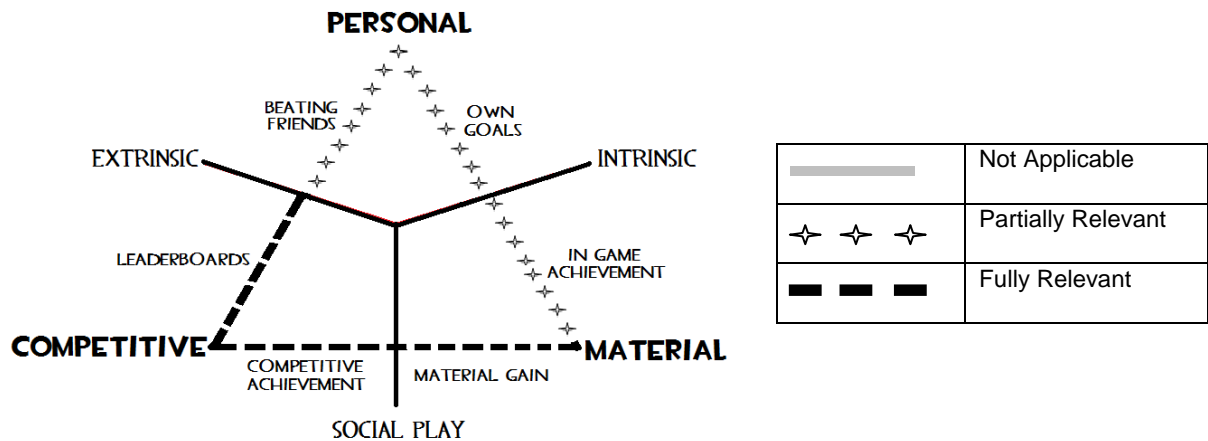 PERSONAL
BEATING
FRIENDS
OWN
GOALS
EXTRINSIC
INTRINSIC
LEADERBOARDS
IN GAME
ACHIEVEMENT
COMPETITIVE
MATERIAL
COMPETITIVE
ACHIEVEMENT
MATERIAL GAIN
SOCIAL PLAY
Not Applicable
Partially Relevant
Fully Relevant